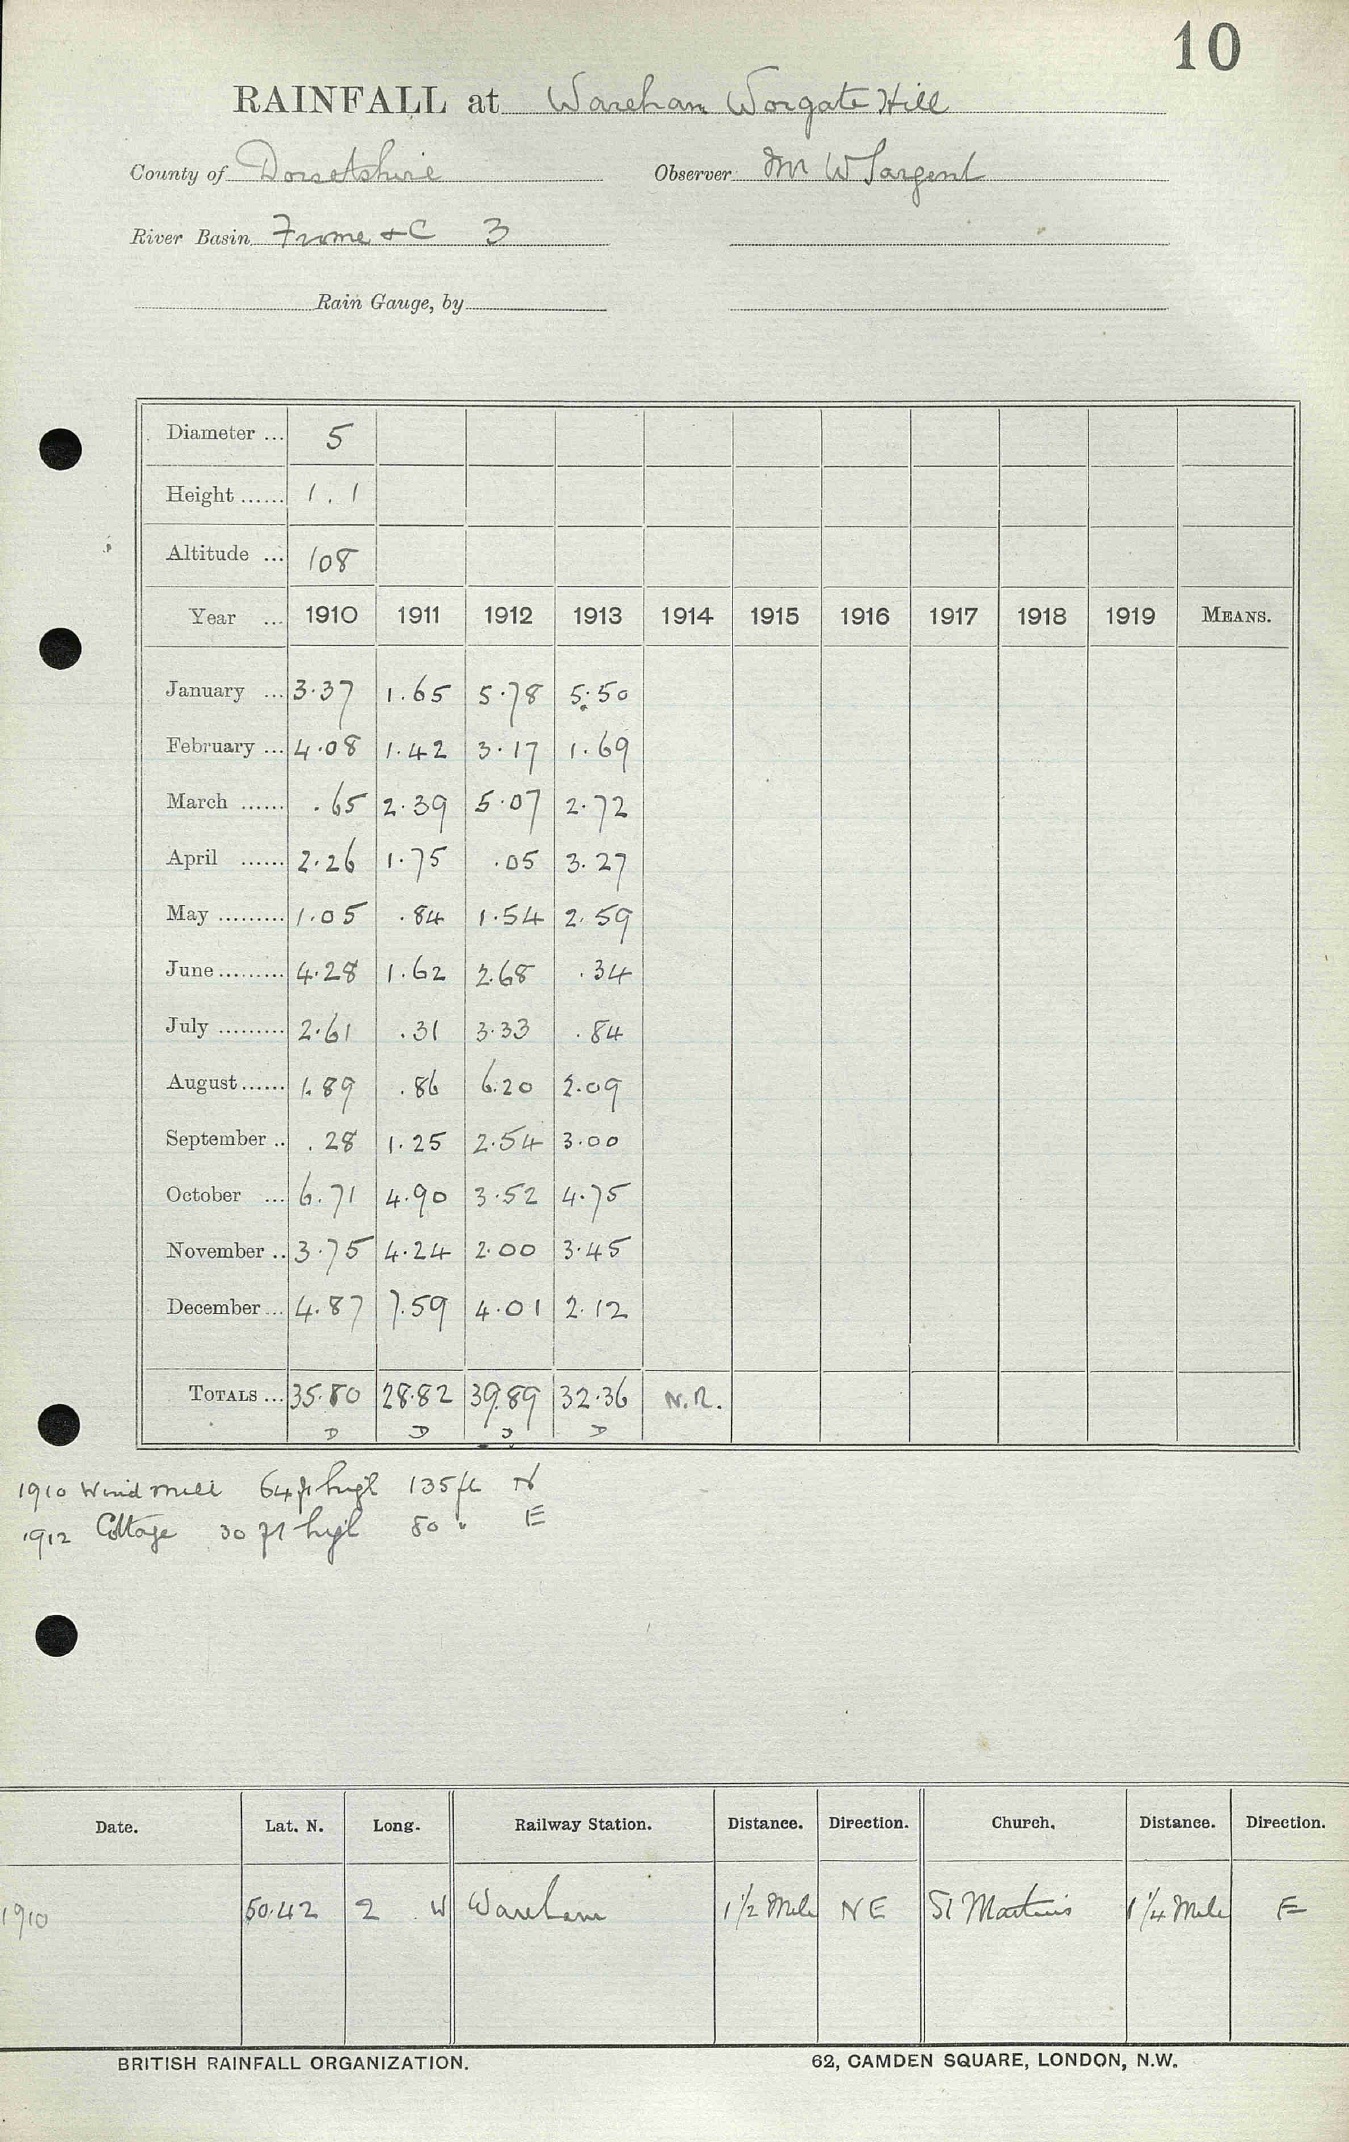 10
RAINFALL at Wareham Worgate Hill
County of Dorsetshire Observer Mr W Sargent
River Basin Frome &C 3
Rain Gauge, by
Diameter ... 5
Height ...... 1.1
Altitude ... 108
Year ... 1910 1911 1912 1913 1914 1915 1916 1917 1918 1919 MEANS.
January ... 3.37 1.65 5.78 5.50
February ... 4.08 1.42 3.17 1.69
March ...... .65 2.39 5.07 2.72
April ...... 2.26 1.75 .05 3.27
May ......... 1.05 .84 1.54 2.59
June ......... 4.28 1.62 2.68 .34
July ......... 2.61 .31 3.33 .84
August ...... 1.89 .86 6.20 2.09
September .. .28 1.25 2.54 3.00
October ... 6.71 4.90 3.52 4.75
November .. 3.75 4.24 2.00 3.45
December ... 4.87 7.59 4.01 2.12
TOTALS ... 35.80 28.82 39.89 32.36 N.R.
D D D D
1910 Wind mill 64 ft high 135 ft N
1912 Cottage 30 ft high 80 " E
Date. Lat. N. Long. Railway Station. Distance. Direction. Church. Distance. Direction.
1910 50.42 2 W Wareham 1 1/2 Mile NE St Martins 1 1/4 Mile E
BRITISH RAINFALL ORGANIZATION. 62, CAMDEN SQUARE, LONDON, N.W.